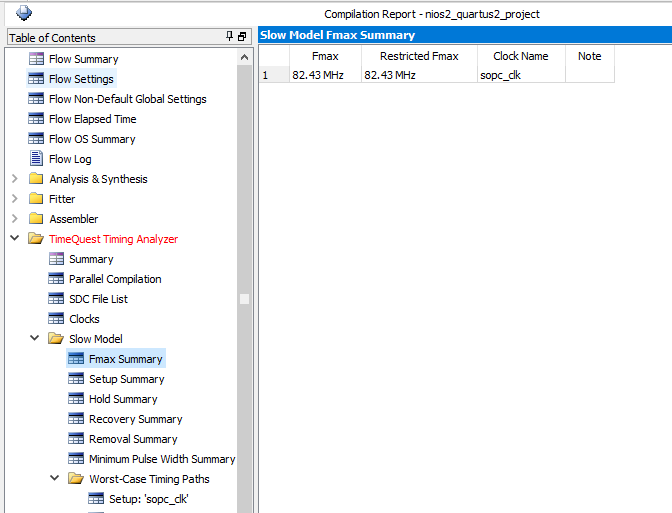 Compilation Report - nios2_quartus2_project
Table of Contents
Flow Summary
Flow Settings
Flow Non-Default Global Settings
Flow Elapsed Time
Flow OS Summary
Flow Log
Analysis & Synthesis
Fitter
Assembler
TimeQuest Timing Analyzer
Summary
Parallel Compilation
SDC File List
Clocks
Slow Model
Fmax Summary
Setup Summary
Hold Summary
Recovery Summary
Removal Summary
Minimum Pulse Width Summary
Worst-Case Timing Paths
Setup: 'sopc_clk'
Slow Model Fmax Summary
Fmax Restricted Fmax Clock Name Note
1 82.43 MHz 82.43 MHz sopc_clk